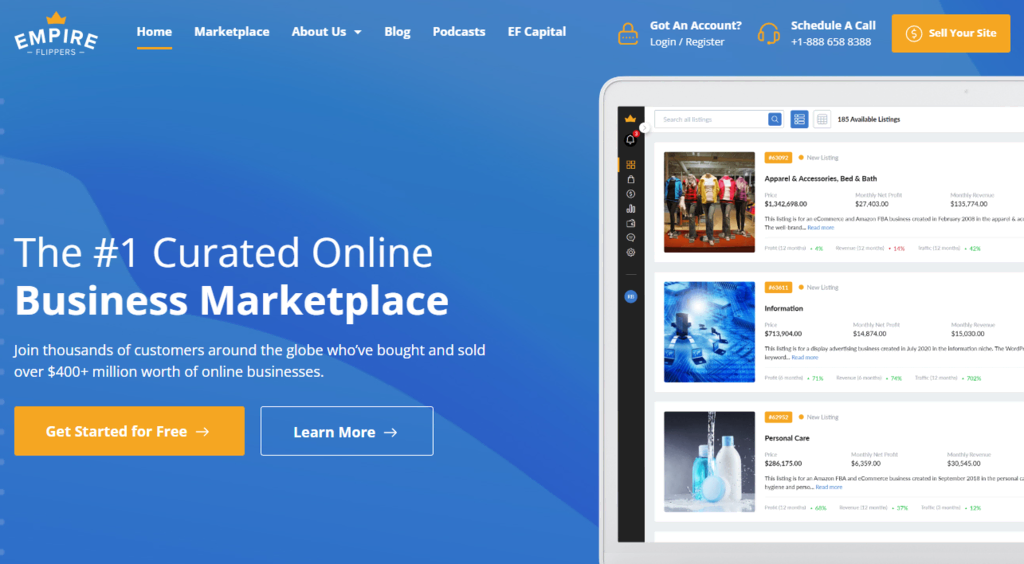 EMPIRE
– FLIPPERS –
Home
Marketplace
About Us
Blog
Podcasts
EF Capital
Got An Account?
Login / Register
Schedule A Call
+1-888 658 8388
Sell Your Site
The #1 Curated Online
Business Marketplace
Join thousands of customers around the globe who’ve bought and sold
over $400+ million worth of online businesses.
Get Started for Free →
Learn More →
Search all listings
185 Available Listings
New Listing
Apparel & Accessories, Bed & Bath
Price Monthly Net Profit Monthly Revenue
$1,342,698.00 $27,403.00 $135,774.00
This listing is for an eCommerce and Amazon FBA business created in February 2008 in the apparel &
The well-brand... Read more
Profit (12 months) 4% Revenue (12 months) 14% Traffic (12 months) 42%
New Listing
Information
Price Monthly Net Profit Monthly Revenue
$713,904.00 $14,874.00 $15,030.00
This listing is for a display advertising business created in July 2020 in the information niche. The
keyword... Read more
Profit (6 months) 71% Revenue (6 months) 74% Traffic (12 months) 702%
#62952 New Listing
Personal Care
Price Monthly Net Profit Monthly Revenue
$286,175.00 $6,359.00 $30,545.00
This listing is for an Amazon FBA and eCommerce business created in September 2018 in the personal
hygiene and perso... Read more
Profit (12 months) 68% Revenue (12 months) 37% Traffic 12%